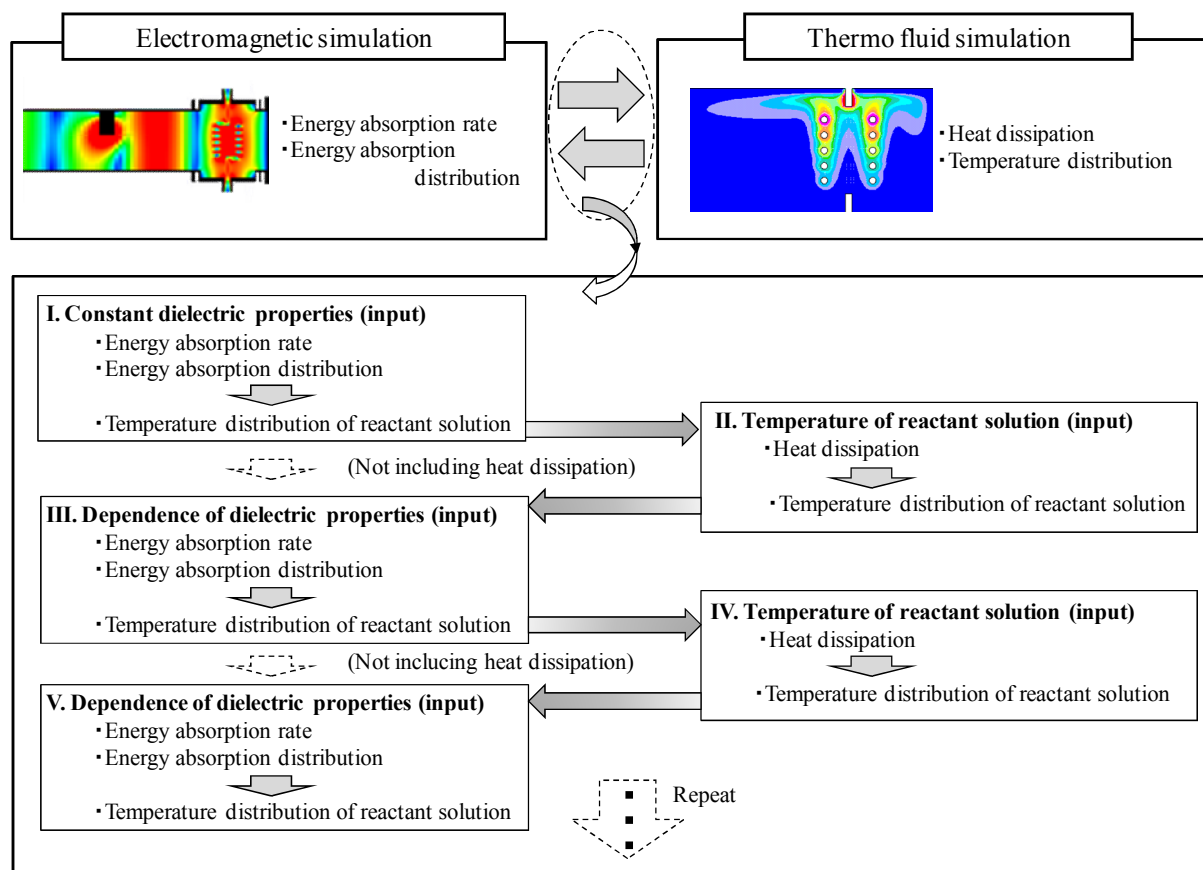 Electromagnetic simulation
Thermo fluid simulation
・Energy absorption rate
・Energy absorption
distribution
・Heat dissipation
・Temperature distribution
I. Constant dielectric properties (input)
・Energy absorption rate
・Energy absorption distribution
・Temperature distribution of reactant solution
(Not including heat dissipation)
II. Temperature of reactant solution (input)
・Heat dissipation
・Temperature distribution of reactant solution
III. Dependence of dielectric properties (input)
・Energy absorption rate
・Energy absorption distribution
・Temperature distribution of reactant solution
(Not inclucing heat dissipation)
IV. Temperature of reactant solution (input)
・Heat dissipation
・Temperature distribution of reactant solution
V. Dependence of dielectric properties (input)
・Energy absorption rate
・Energy absorption distribution
・Temperature distribution of reactant solution
Repeat